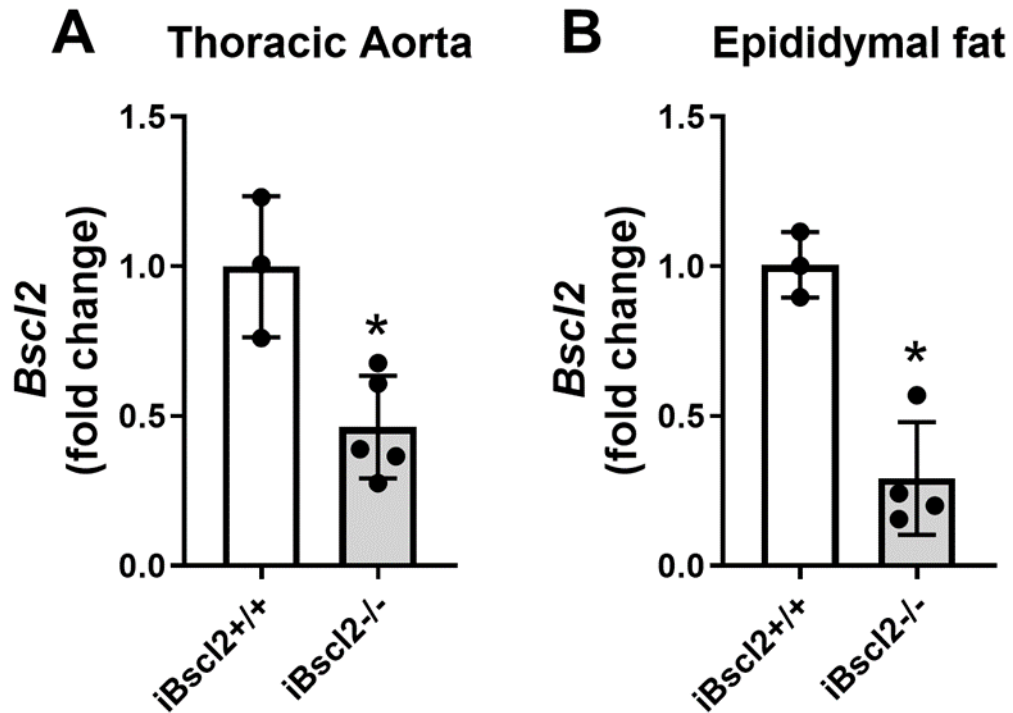 A Thoracic Aorta
Bscl2
(fold change)
1.5
1.0
0.5
0.0
*
iBscl2+/+
iBscl2-/-
B Epididymal fat
Bscl2
(fold change)
1.5
1.0
0.5
0.0
*
iBscl2+/+
iBscl2-/-